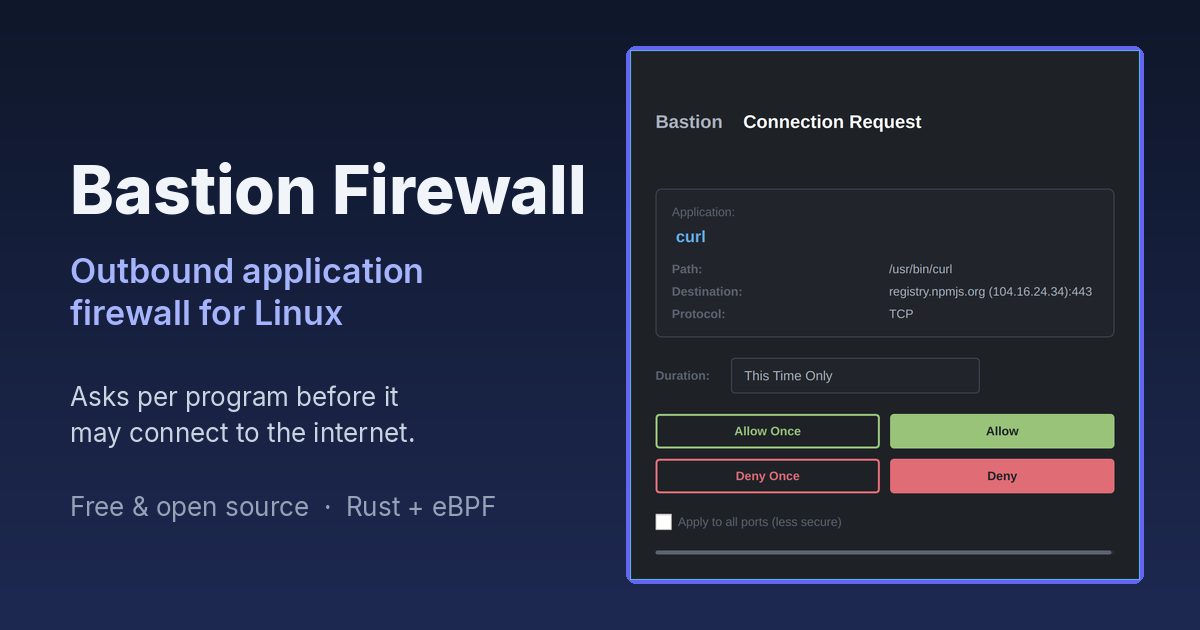 Bastion Firewall
Outbound application
firewall for Linux
Asks per program before it
may connect to the internet.
Free & open source · Rust + eBPF
Bastion Connection Request
Application:
curl
Path: /usr/bin/curl
Destination: registry.npmjs.org (104.16.24.34):443
Protocol: TCP
Duration: This Time Only
Allow Once Allow
Deny Once Deny
Apply to all ports (less secure)